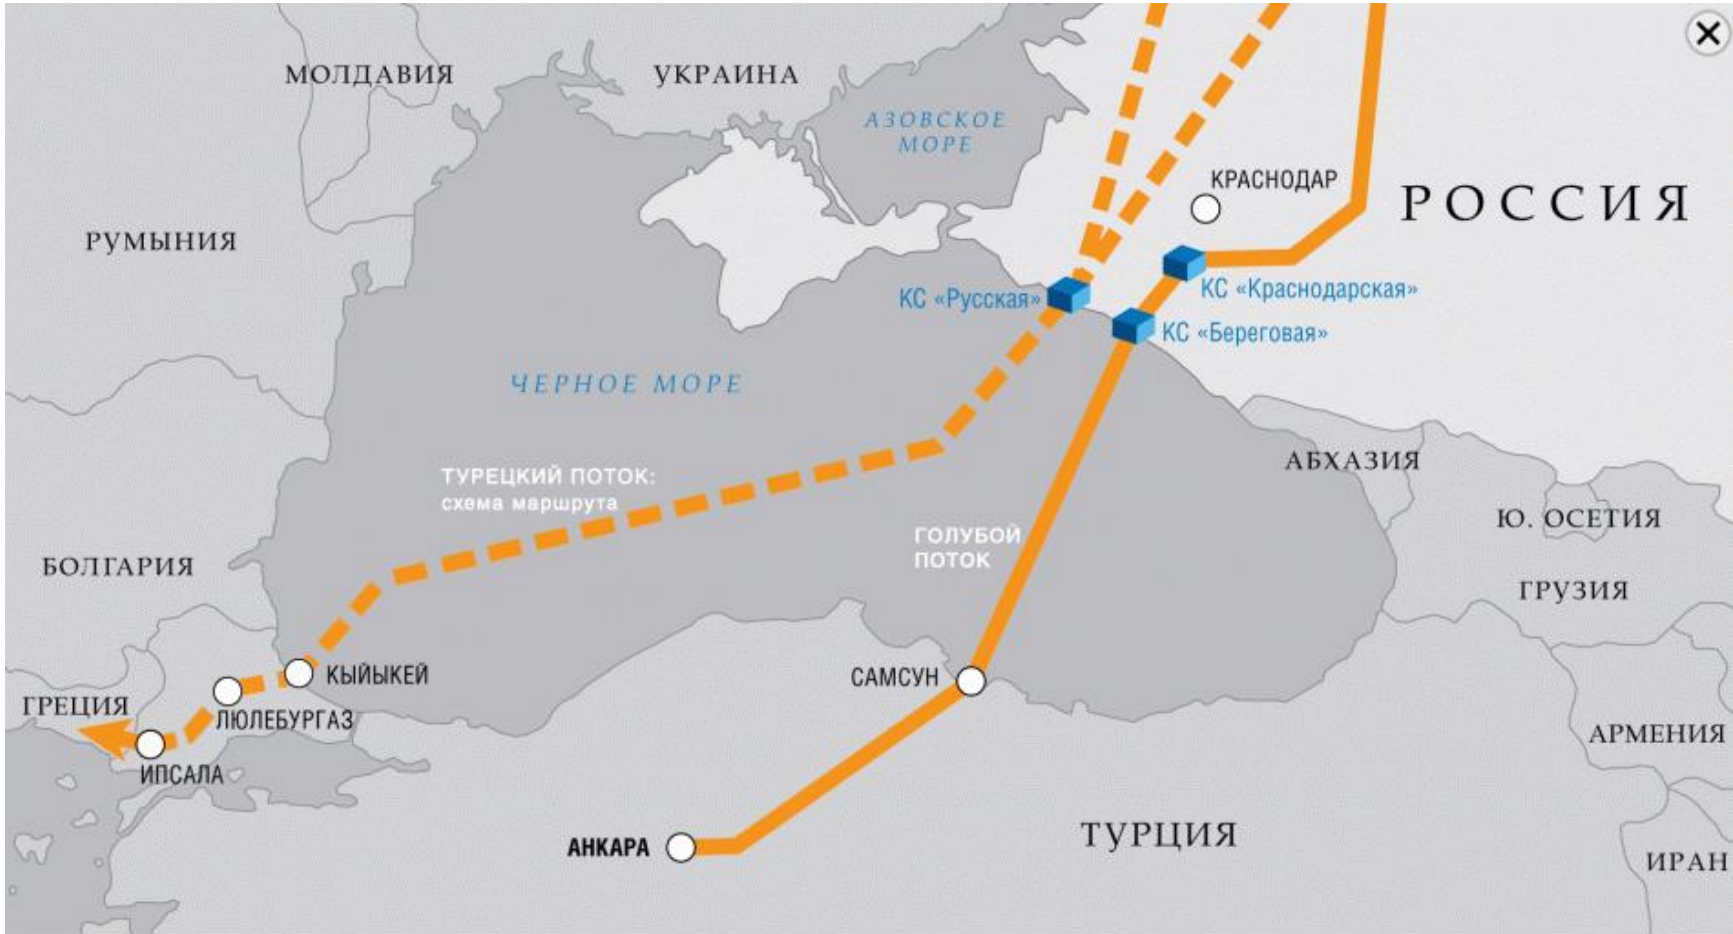 МОЛДАВИЯ
УКРАИНА
АЗОВСКОЕ
МОРЕ
КРАСНОДАР
РОССИЯ
РУМЫНИЯ
КС «Русская»
КС «Краснодарская»
КС «Береговая»
ЧЕРНОЕ МОРЕ
ТУРЕЦКИЙ ПОТОК:
схема маршрута
АБХАЗИЯ
Ю. ОСЕТИЯ
ГОЛУБОЙ
ПОТОК
БОЛГАРИЯ
ГРУЗИЯ
КЫЙЫКЕЙ
САМСУН
ГРЕЦИЯ
ЛЮЛЕБУРГАЗ
АРМЕНИЯ
ИПСАЛА
АНКАРА
ТУРЦИЯ
ИРАН